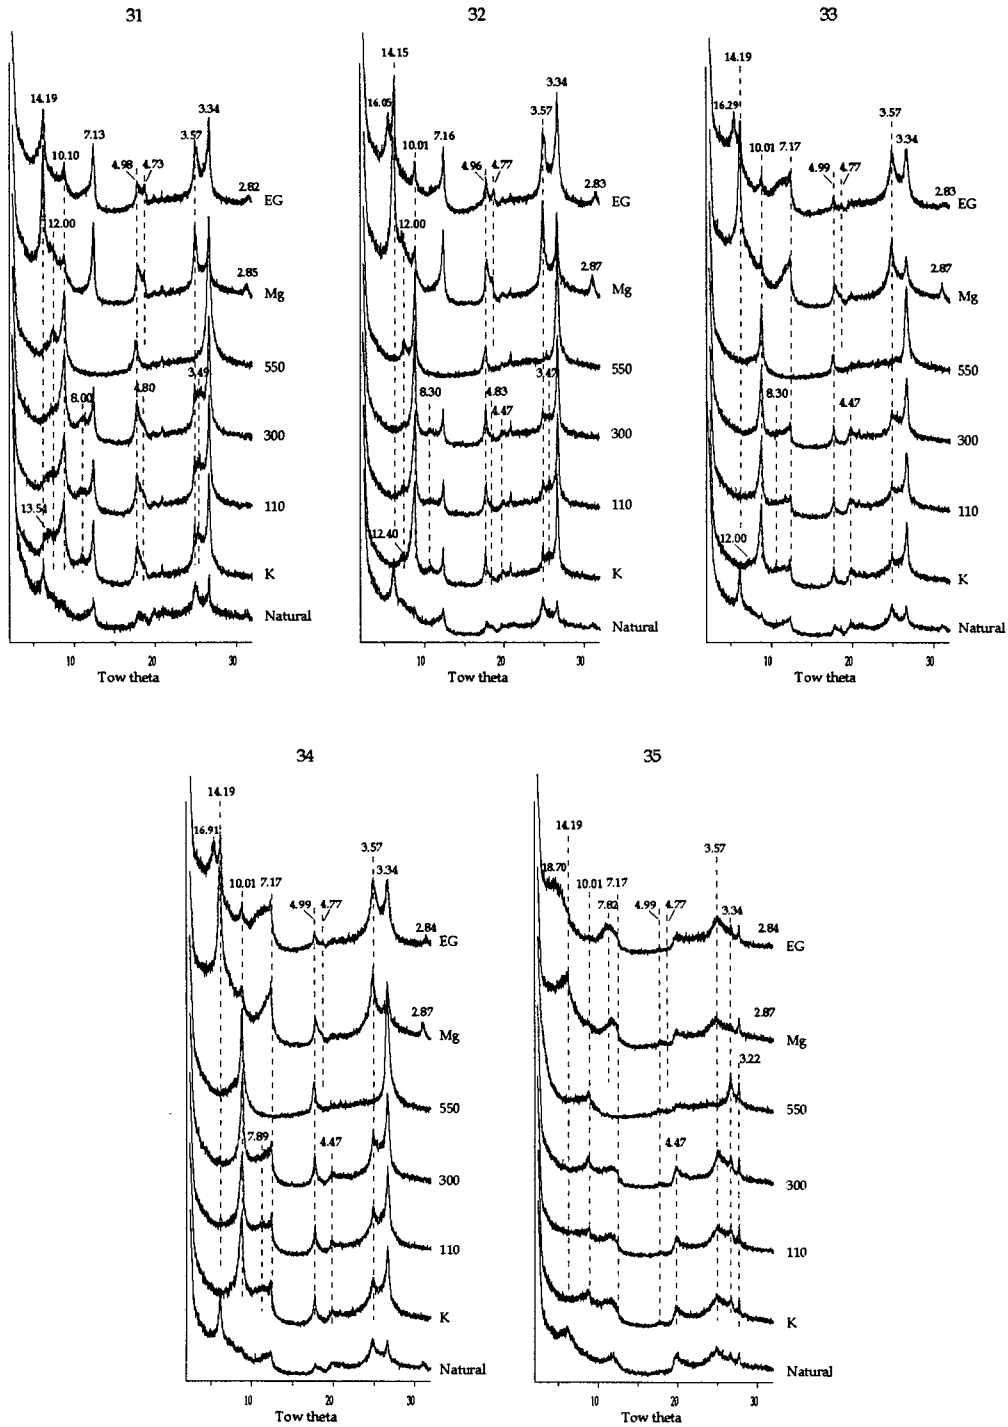 31
14.19
10.10
7.13
4.98
4.73
3.57
3.34
2.82
EG
12.00
2.85
Mg
550
8.00
4.80
3.49
300
110
13.54
K
Natural
10 20 30
Tow theta
32
14.15
16.05
10.01
7.16
4.96
4.77
3.57
3.34
2.83
EG
12.00
2.87
Mg
550
8.30
4.83
4.47
3.47
300
110
12.40
K
Natural
10 20 30
Tow theta
33
14.19
16.29
10.01
7.17
4.99
4.77
3.57
3.34
2.83
EG
2.87
Mg
550
8.30
4.47
300
110
12.00
K
Natural
10 20 30
Tow theta
34
14.19
16.91
10.01
7.17
4.99
4.77
3.57
3.34
2.84
EG
2.87
Mg
550
7.89
4.47
300
110
K
Natural
10 20 30
Tow theta
35
14.19
18.70
10.01
7.17
7.82
4.99
4.77
3.57
3.34
2.84
EG
2.87
Mg
3.22
550
4.47
300
110
K
Natural
10 20 30
Tow theta